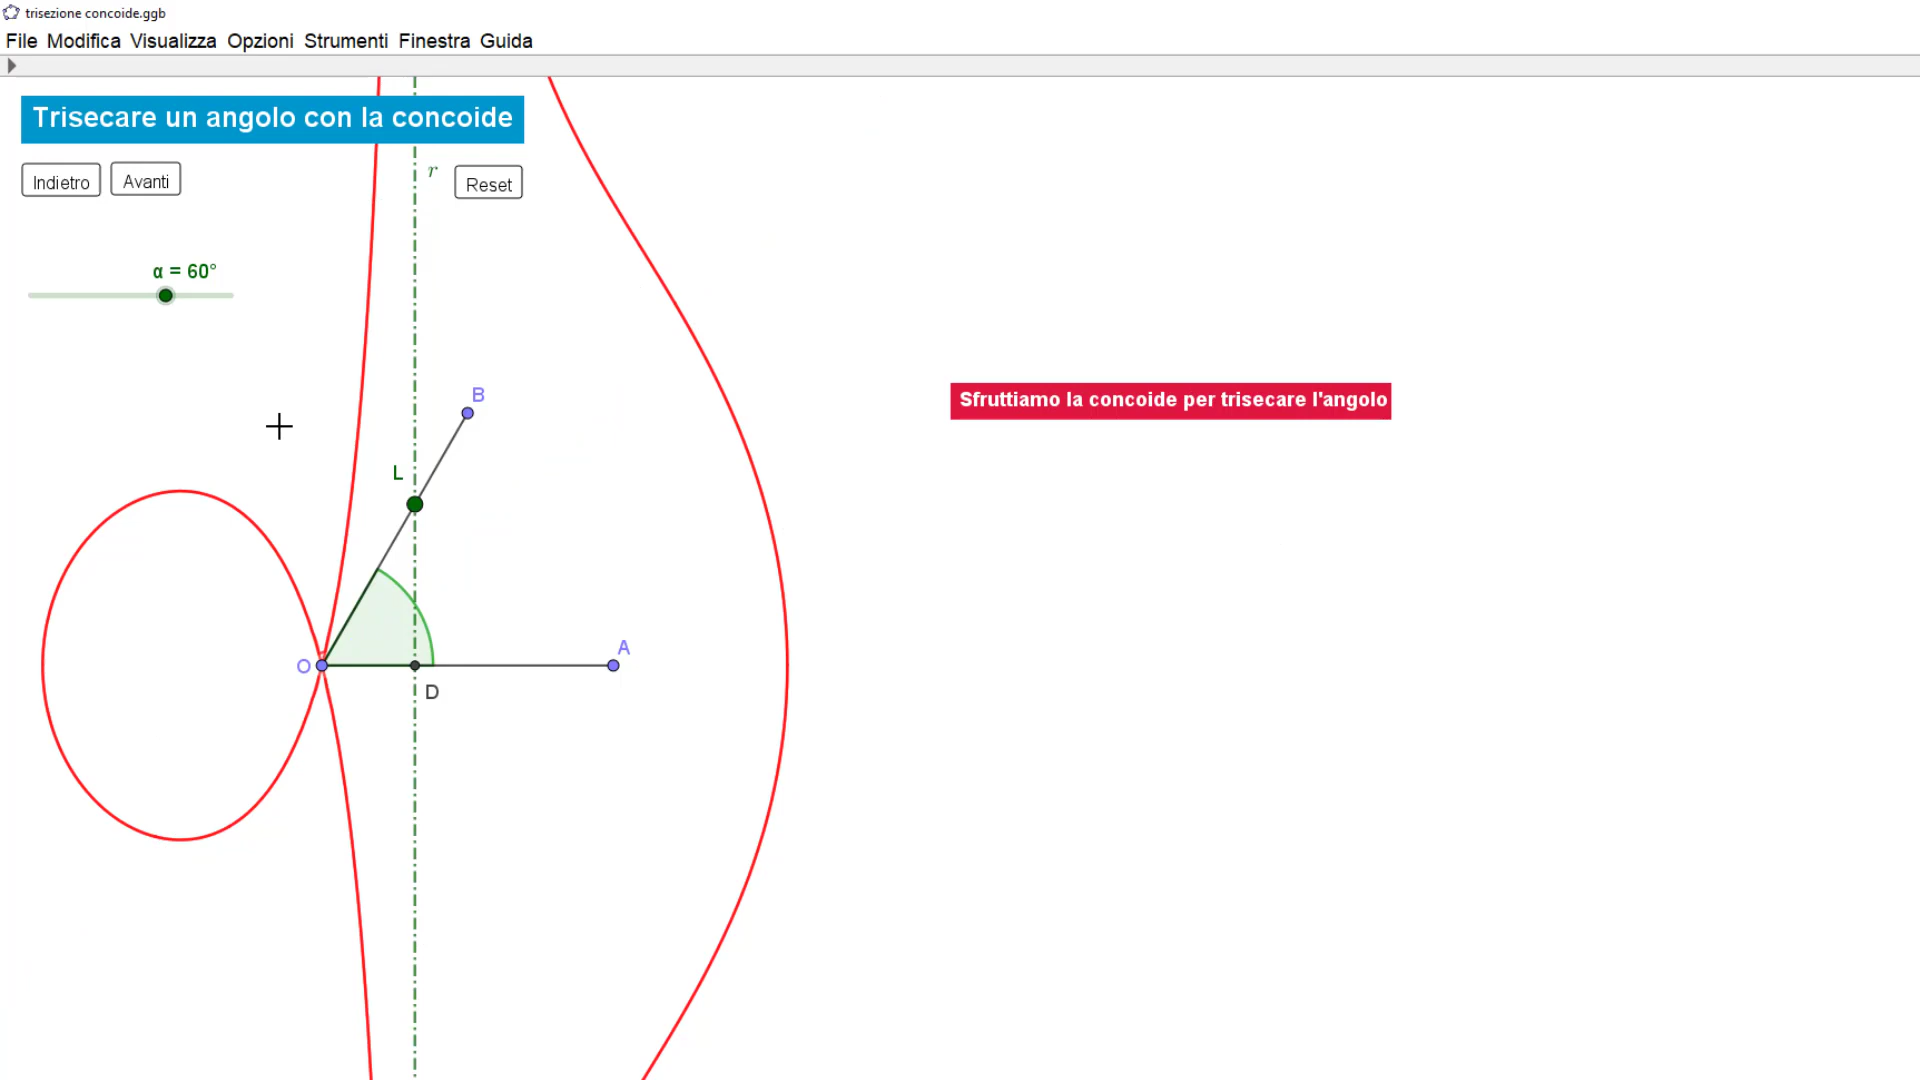 trisezione concoide.ggb
File Modifica Visualizza Opzioni Strumenti Finestra Guida
Trisecare un angolo con la concoide
Indietro Avanti r Reset
α = 60°
B
Sfruttiamo la concoide per trisecare l'angolo
L
A
O
D